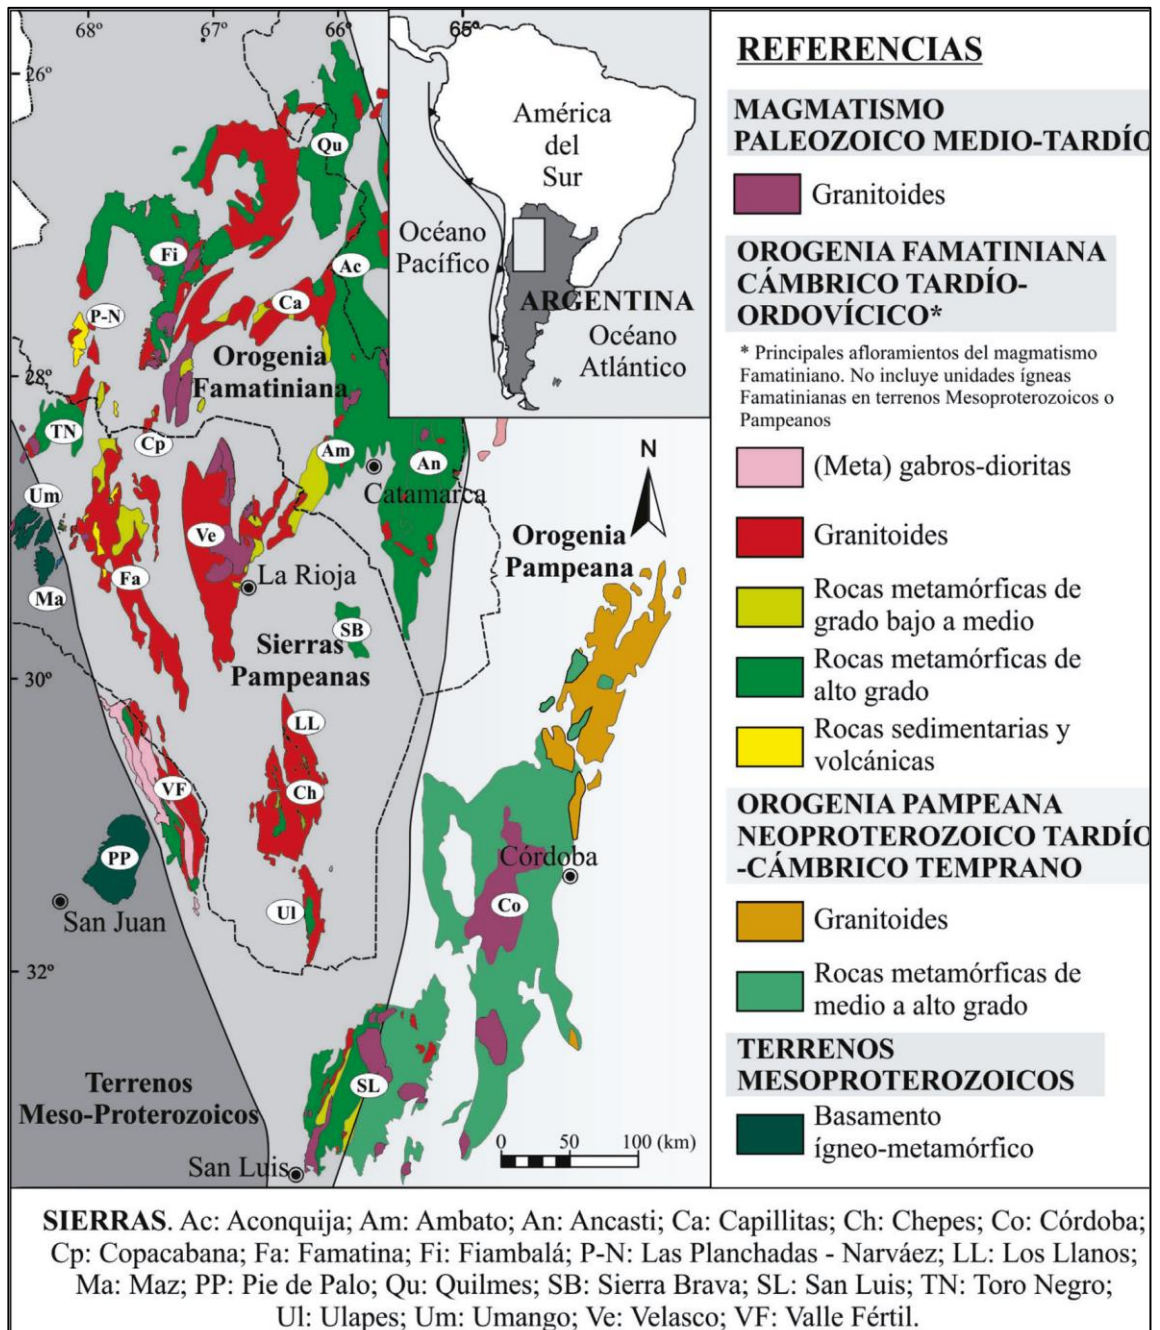 68º
67º
66º
65º
26º
28º
30º
32º
Qu
Fi
Ac
Ca
P-N
Orogenia
Famatiniana
TN
Cp
Am
An
Catamarca
Um
Ve
Ma
Fa
La Rioja
SB
Sierras
Pampeanas
LL
VF
Ch
PP
Ul
San Juan
Orogenia
Pampeana
N
Córdoba
Co
SL
Terrenos
Meso-Proterozoicos
San Luis
0 50 100 (km)
América
del
Sur
Océano
Pacífico
ARGENTINA
Océano
Atlántico
REFERENCIAS
MAGMATISMO
PALEOZOICO MEDIO-TARDÍO
Granitoides
OROGENIA FAMATINIANA
CÁMBRICO TARDÍO-
ORDOVÍCICO*
* Principales afloramientos del magmatismo
Famatiniano. No incluye unidades ígneas
Famatinianas en terrenos Mesoproterozoicos o
Pampeanos
(Meta) gabros-dioritas
Granitoides
Rocas metamórficas de
grado bajo a medio
Rocas metamórficas de
alto grado
Rocas sedimentarias y
volcánicas
OROGENIA PAMPEANA
NEOPROTEROZOICO TARDÍO
-CÁMBRICO TEMPRANO
Granitoides
Rocas metamórficas de
medio a alto grado
TERRENOS
MESOPROTEROZOICOS
Basamento
ígneo-metamórfico
SIERRAS. Ac: Aconquija; Am: Ambato; An: Ancasti; Ca: Capillitas; Ch: Chepes; Co: Córdoba;
Cp: Copacabana; Fa: Famatina; Fi: Fiambalá; P-N: Las Planchadas - Narváez; LL: Los Llanos;
Ma: Maz; PP: Pie de Palo; Qu: Quilmes; SB: Sierra Brava; SL: San Luis; TN: Toro Negro;
Ul: Ulapes; Um: Umango; Ve: Velasco; VF: Valle Fértil.